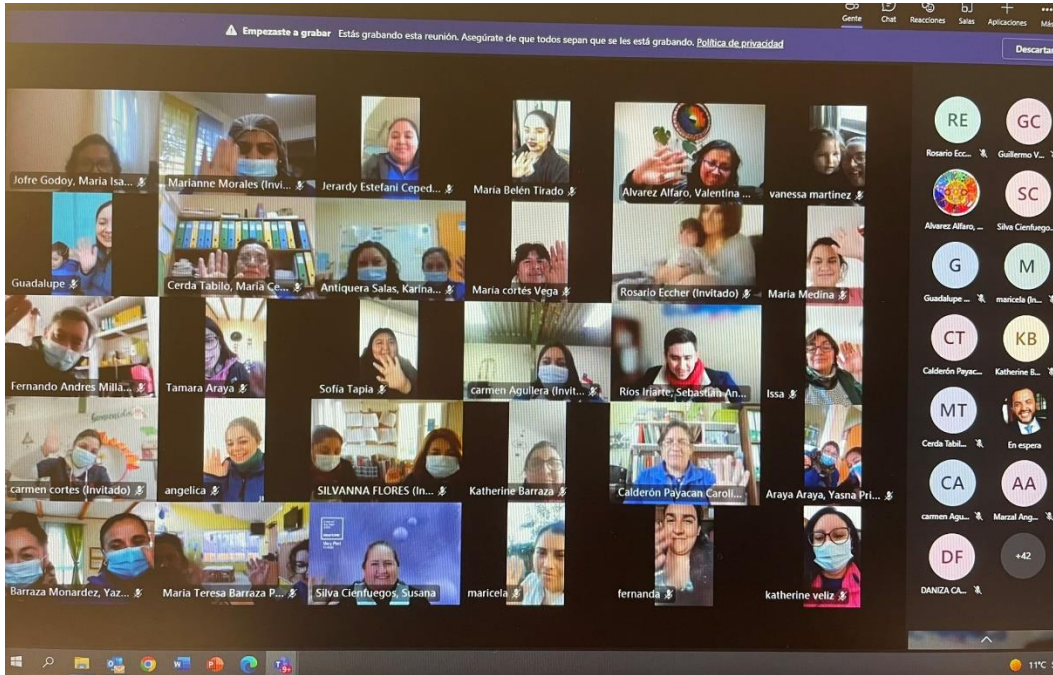 Gente Chat Reacciones Salas Aplicaciones Más
Empezaste a grabar Estás grabando esta reunión. Asegúrate de que todos sepan que se les está grabando. Política de privacidad
Descartar
Jofre Godoy, Maria Isa...
Marianne Morales (Invi...
Jerardy Estefani Ceped...
María Belén Tirado
Alvarez Alfaro, Valentina ...
vanessa martinez
Guadalupe
Cerda Tabilo, María Ce...
Antiquera Salas, Karina...
María cortés Vega
Rosario Eccher (Invitado)
Maria Medina
Fernando Andres Milla...
Tamara Araya
Sofía Tapia
carmen Aguilera (Invit...
Ríos Iriarte, Sebastián An...
Issa
carmen cortes (Invitado)
angelica
SILVANNA FLORES (In...
Katherine Barraza
Calderón Payacan Caroli...
Araya Araya, Yasna Pri...
Barraza Monardez, Yaz...
Maria Teresa Barraza P...
Silva Cienfuegos, Susana
maricela
fernanda
katherine veliz
RE GC
Rosario Ecc... Guillermo V...
SC
Alvarez Alfaro, ... Silva Cienfuego...
G M
Guadalupe ... maricela (In...
CT KB
Calderón Payac... Katherine B...
MT
Cerda Tabil... En espera
CA AA
carmen Agu... Marzal Ang...
DF +42
DANIZA CA...
11°C